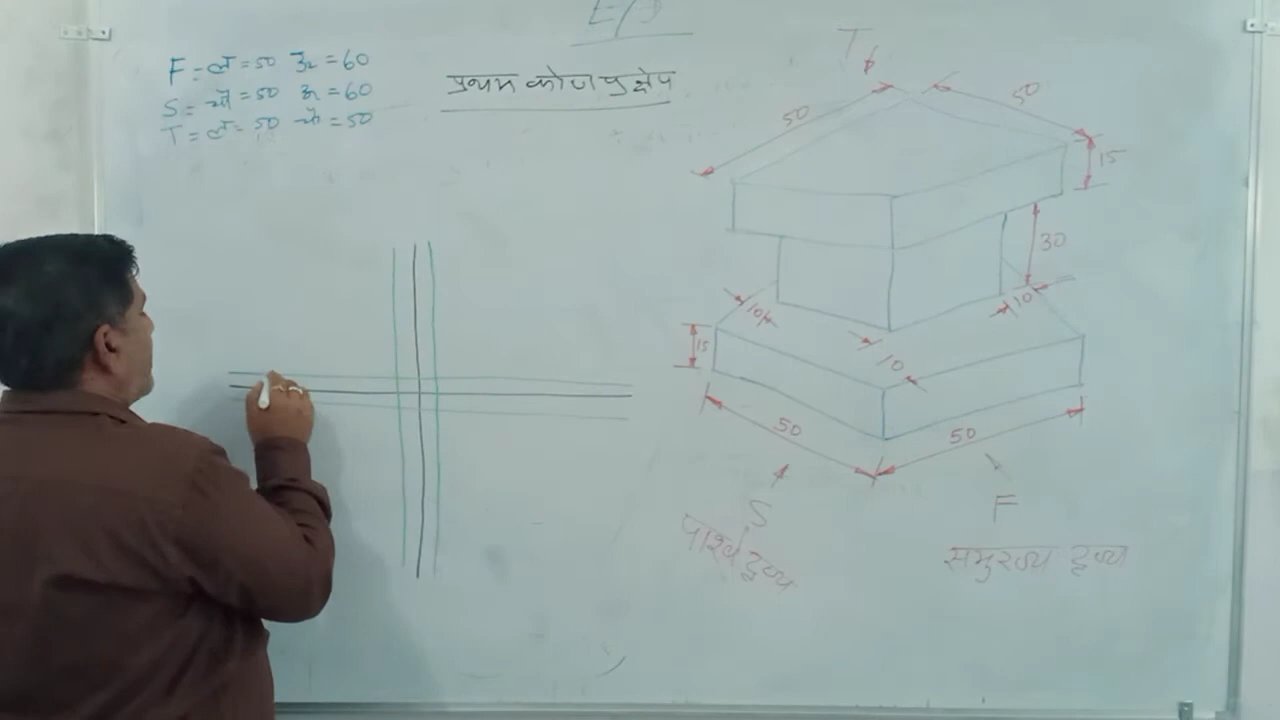 E/D
F = ल = 50 ऊ = 60
S = चौ = 50 ऊ = 60
T = ल = 50 चौ = 50
प्रथम कोण प्रक्षेप
T
50
50
15
30
10
10
10
15
50
50
S
F
पार्श्व दृश्य
सम्मुख दृश्य